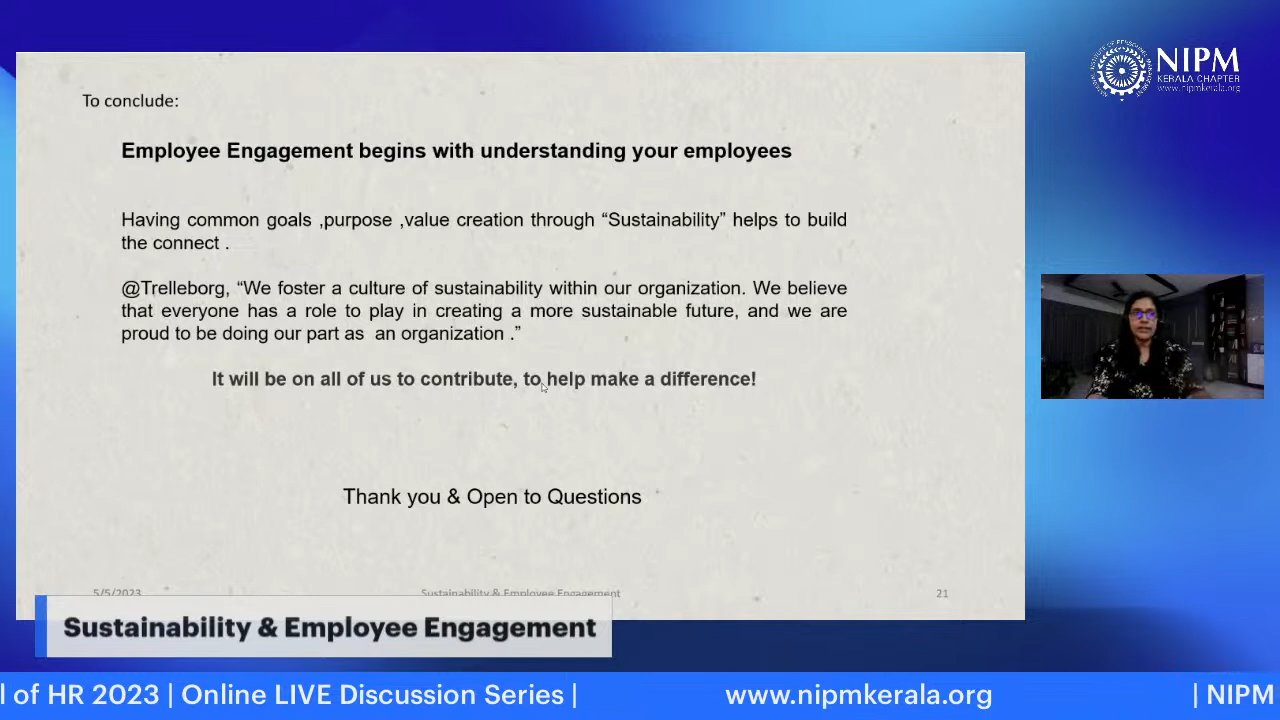 To conclude:
Employee Engagement begins with understanding your employees
Having common goals ,purpose ,value creation through “Sustainability” helps to build
the connect .
@Trelleborg, “We foster a culture of sustainability within our organization. We believe
that everyone has a role to play in creating a more sustainable future, and we are
proud to be doing our part as an organization .”
It will be on all of us to contribute, to help make a difference!
Thank you & Open to Questions
5/5/2023
Sustainability & Employee Engagement
21
NIPM
KERALA CHAPTER
www.nipmkerala.org
Sustainability & Employee Engagement
l of HR 2023 | Online LIVE Discussion Series |
www.nipmkerala.org
| NIPM